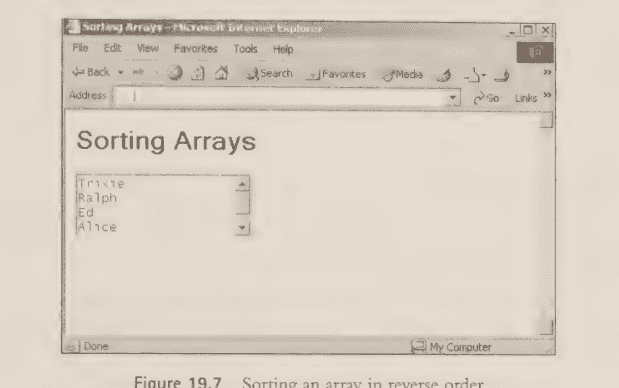 Sorting Arrays - Microsoft Internet Explorer
File Edit View Favorites Tools Help
Back Search Favorites Media »
Address Go Links »
Sorting Arrays
Trixie
Ralph
Ed
Alice
Done My Computer
Figure 19.7 Sorting an array in reverse order